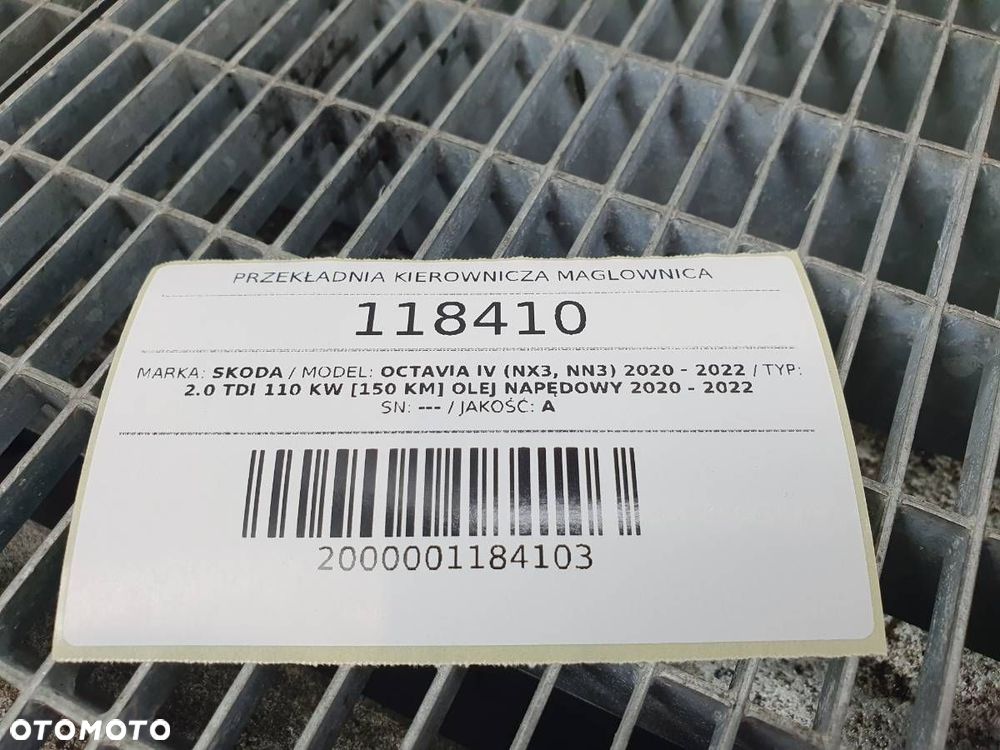 PRZEKŁADNIA KIEROWNICZA MAGLOWNICA
118410
MARKA: SKODA / MODEL: OCTAVIA IV (NX3, NN3) 2020 - 2022 / TYP:
2.0 TDI 110 KW [150 KM] OLEJ NAPĘDOWY 2020 - 2022
SN: --- / JAKOŚĆ: A
2000001184103
OTOMOTO